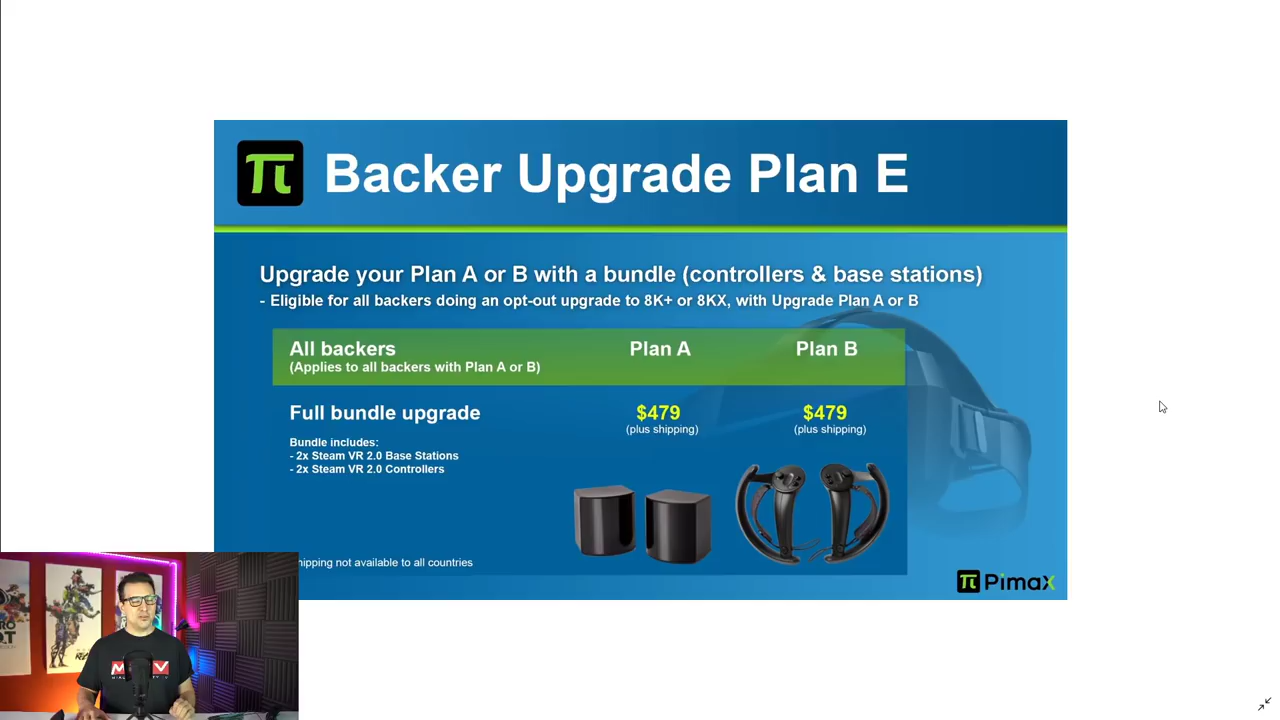 Backer Upgrade Plan E
Upgrade your Plan A or B with a bundle (controllers & base stations)
- Eligible for all backers doing an opt-out upgrade to 8K+ or 8KX, with Upgrade Plan A or B
All backers Plan A Plan B
(Applies to all backers with Plan A or B)
Full bundle upgrade $479 $479
(plus shipping) (plus shipping)
Bundle includes:
- 2x Steam VR 2.0 Base Stations
- 2x Steam VR 2.0 Controllers
hipping not available to all countries
Pimax